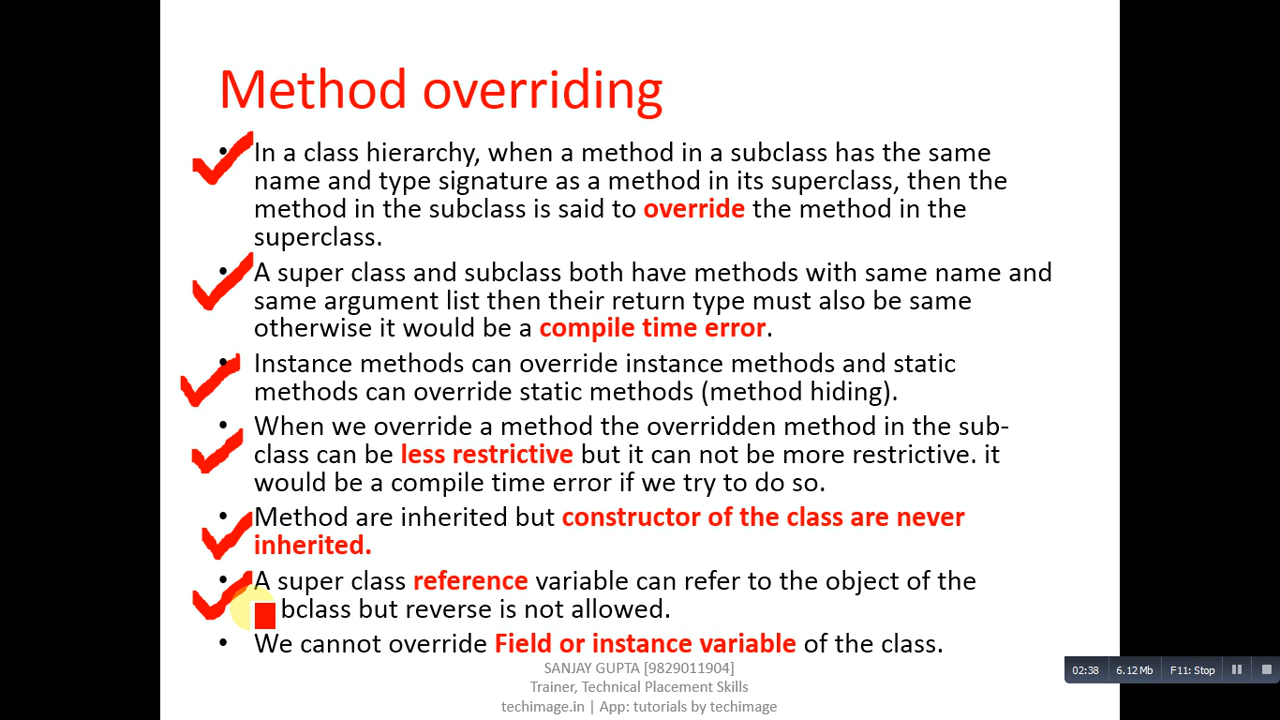 Method overriding
• In a class hierarchy, when a method in a subclass has the same
name and type signature as a method in its superclass, then the
method in the subclass is said to override the method in the
superclass.
• A super class and subclass both have methods with same name and
same argument list then their return type must also be same
otherwise it would be a compile time error.
• Instance methods can override instance methods and static
methods can override static methods (method hiding).
• When we override a method the overridden method in the sub-
class can be less restrictive but it can not be more restrictive. it
would be a compile time error if we try to do so.
• Method are inherited but constructor of the class are never
inherited.
• A super class reference variable can refer to the object of the
bclass but reverse is not allowed.
• We cannot override Field or instance variable of the class.
SANJAY GUPTA [9829011904]
Trainer, Technical Placement Skills
techimage.in | App: tutorials by techimage
02:38 6.12 Mb F11: Stop